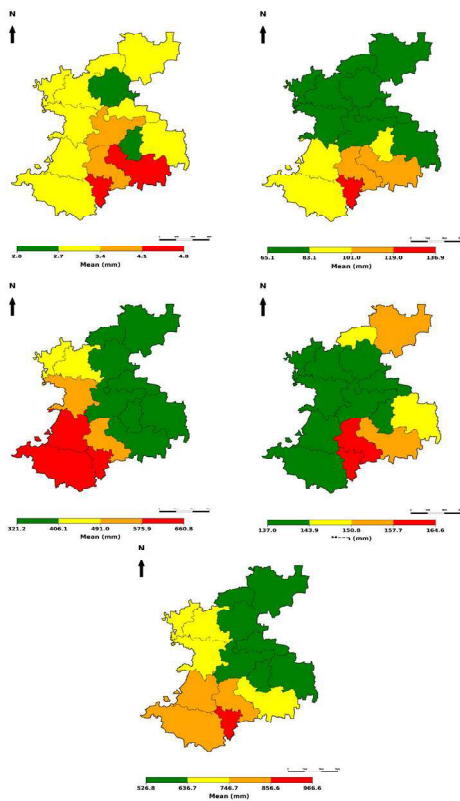 N
N
2.0 2.7 3.4 4.1 4.8
Mean (mm)
65.1 83.1 101.0 119.0 136.9
Mean (mm)
N
N
321.2 406.1 491.0 575.9 660.8
Mean (mm)
137.0 143.9 150.8 157.7 164.6
(mm)
N
526.8 636.7 746.7 856.6 966.6
Mean (mm)